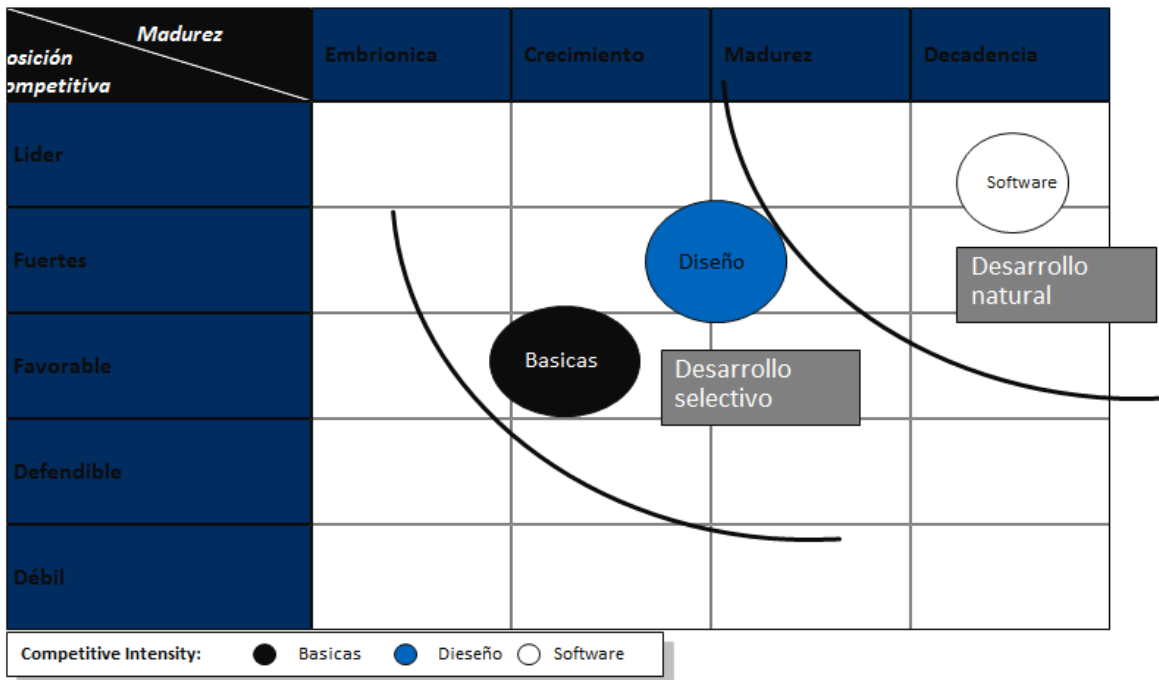 Madurez
osición
ompetitiva
Embrionica
Crecimiento
Madurez
Decadencia
Lider
Software
Fuertes
Diseño
Desarrollo
natural
Favorable
Basicas
Desarrollo
selectivo
Defendible
Débil
Competitive Intensity: Basicas Dieseño Software